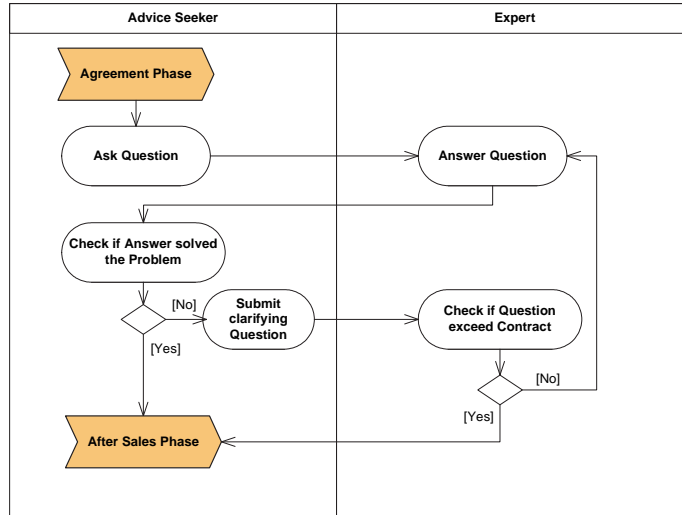 Advice Seeker
Expert
Agreement Phase
Ask Question
Answer Question
Check if Answer solved
the Problem
[No]
Submit
clarifying
Question
Check if Question
exceed Contract
[Yes]
[No]
[Yes]
After Sales Phase